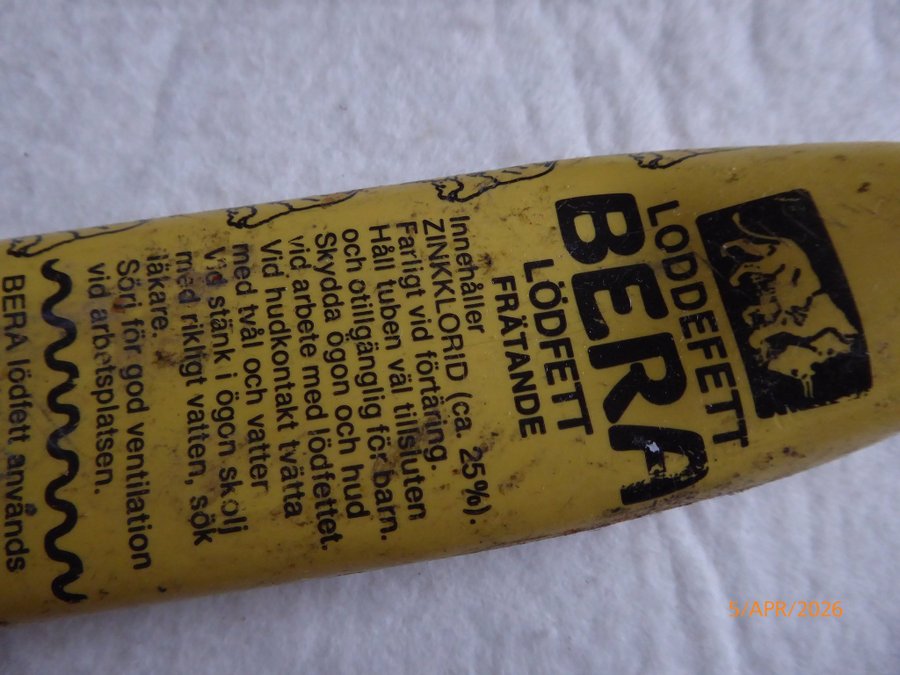 LODDEFETT
BERA
LÖDFETT
FRÄTANDE
Innehåller
ZINKLORID (ca. 25%).
Farligt vid förtäring.
Håll tuben väl tillsluten
och otillgänglig för barn.
Skydda ögon och hud
vid arbete med lödfettet.
Vid hudkontakt tvätta
med tvål och vatten
Vid stänk i ögon skölj
med rikligt vatten, sök
läkare.
Sörj för god ventilation
vid arbetsplatsen.
BERA lödfett används
5/APR/2026